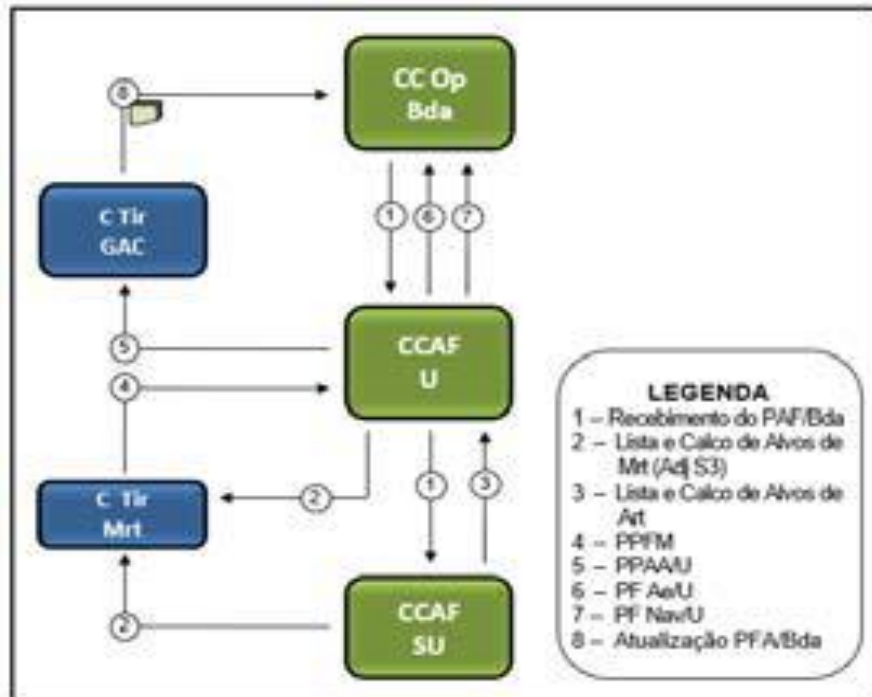 8
CC Op
Bda
C Tir
GAC
1
6
7
5
CCAF
U
4
2
1
3
C Tir
Mrt
CCAF
SU
2
LEGENDA
1 – Recebimento do PAF/Bda
2 – Lista e Calco de Alvos de
Mrt (Adj S3)
3 – Lista e Calco de Alvos de
Art
4 – PPFM
5 – PPAA/U
6 – PF Ae/U
7 – PF Nav/U
8 – Atualização PFA/Bda